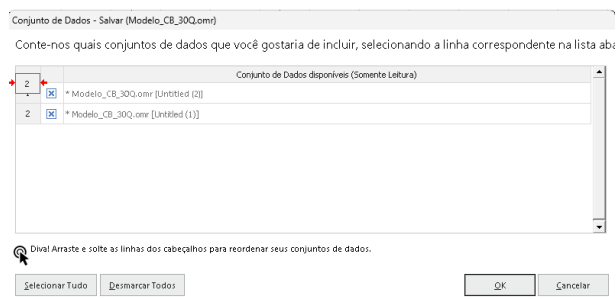 Conjunto de Dados - Salvar (Modelo_CB_30Q.omr)
Conte-nos quais conjuntos de dados que você gostaria de incluir, selecionando a linha correspondente na lista aba
Conjunto de Dados disponíveis (Somente Leitura)
2
* Modelo_CB_30Q.omr [Untitled (2)]
2 * Modelo_CB_30Q.omr [Untitled (1)]
Diva! Arraste e solte as linhas dos cabeçalhos para reordenar seus conjuntos de dados.
Selecionar Tudo Desmarcar Todos OK Cancelar